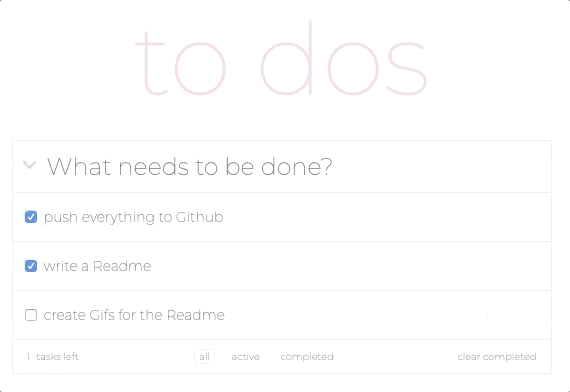 to dos
What needs to be done?
push everything to Github
write a Readme
create Gifs for the Readme
1 tasks left all active completed clear completed